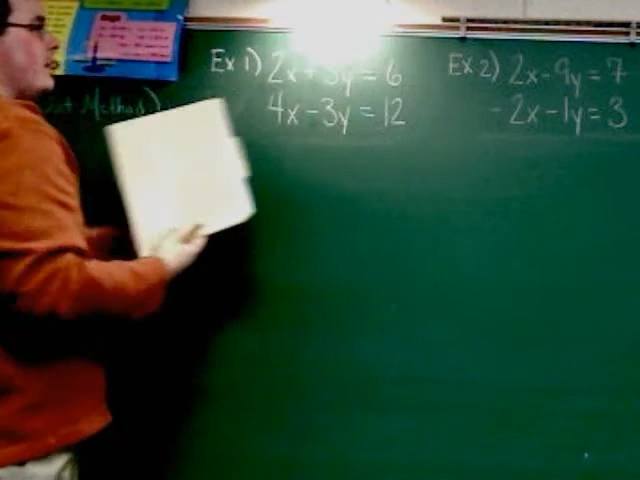 Ex 1) 2x + 3y = 6
4x - 3y = 12
Ex 2) 2x - 9y = 7
- 2x - 1y = 3
Method)